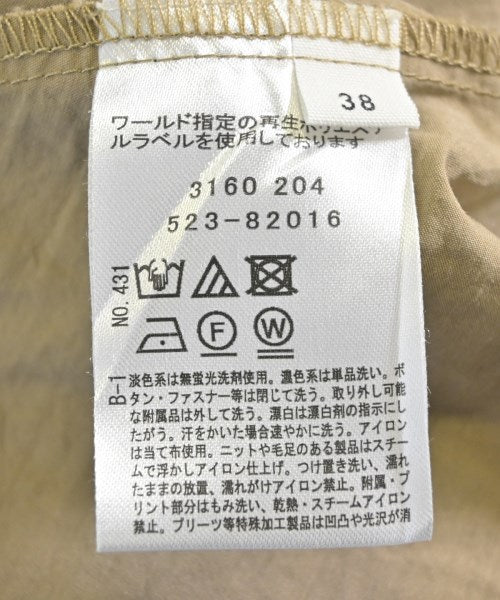 38
ワールド指定の再生ポリエステ
ルラベルを使用しております
3160 204
523-82016
NO. 431
F
W
B-1
淡色系は無蛍光洗剤使用。濃色系は単品洗い。ボ
タン・ファスナー等は閉じて洗う。取り外し可能
な附属品は外して洗う。漂白は漂白剤の指示にし
たがう。汗をかいた場合速やかに洗う。アイロン
は当て布使用。ニットや毛足のある製品はスチー
ムで浮かしアイロン仕上げ。つけ置き洗い、濡れ
たままの放置、濡れがけアイロン禁止。附属・プ
リント部分はもみ洗い、乾熱・スチームアイロン
禁止。プリーツ等特殊加工製品は凹凸や光沢が消